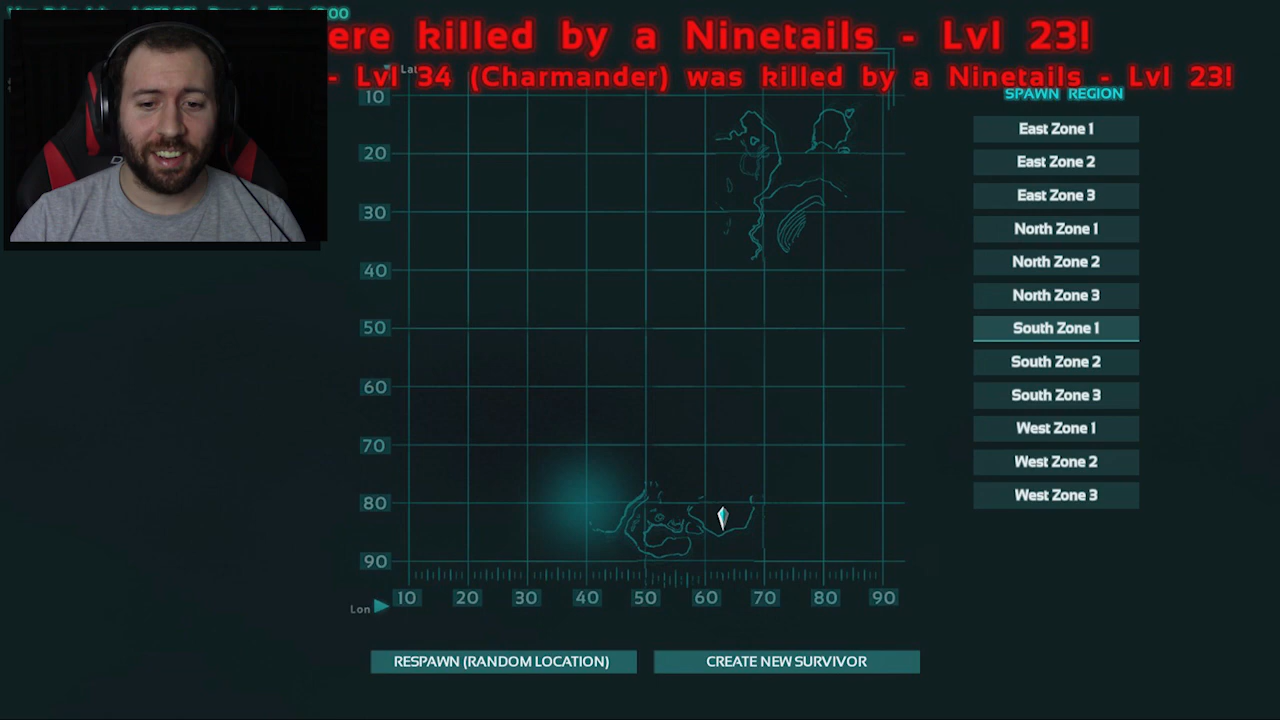 ere killed by a Ninetails - Lvl 23!
- Lvl 34 (Charmander) was killed by a Ninetails - Lvl 23!
Lat
SPAWN REGION
10
20
30
40
50
60
70
80
90
East Zone 1
East Zone 2
East Zone 3
North Zone 1
North Zone 2
North Zone 3
South Zone 1
South Zone 2
South Zone 3
West Zone 1
West Zone 2
West Zone 3
Lon
10 20 30 40 50 60 70 80 90
RESPAWN (RANDOM LOCATION)
CREATE NEW SURVIVOR